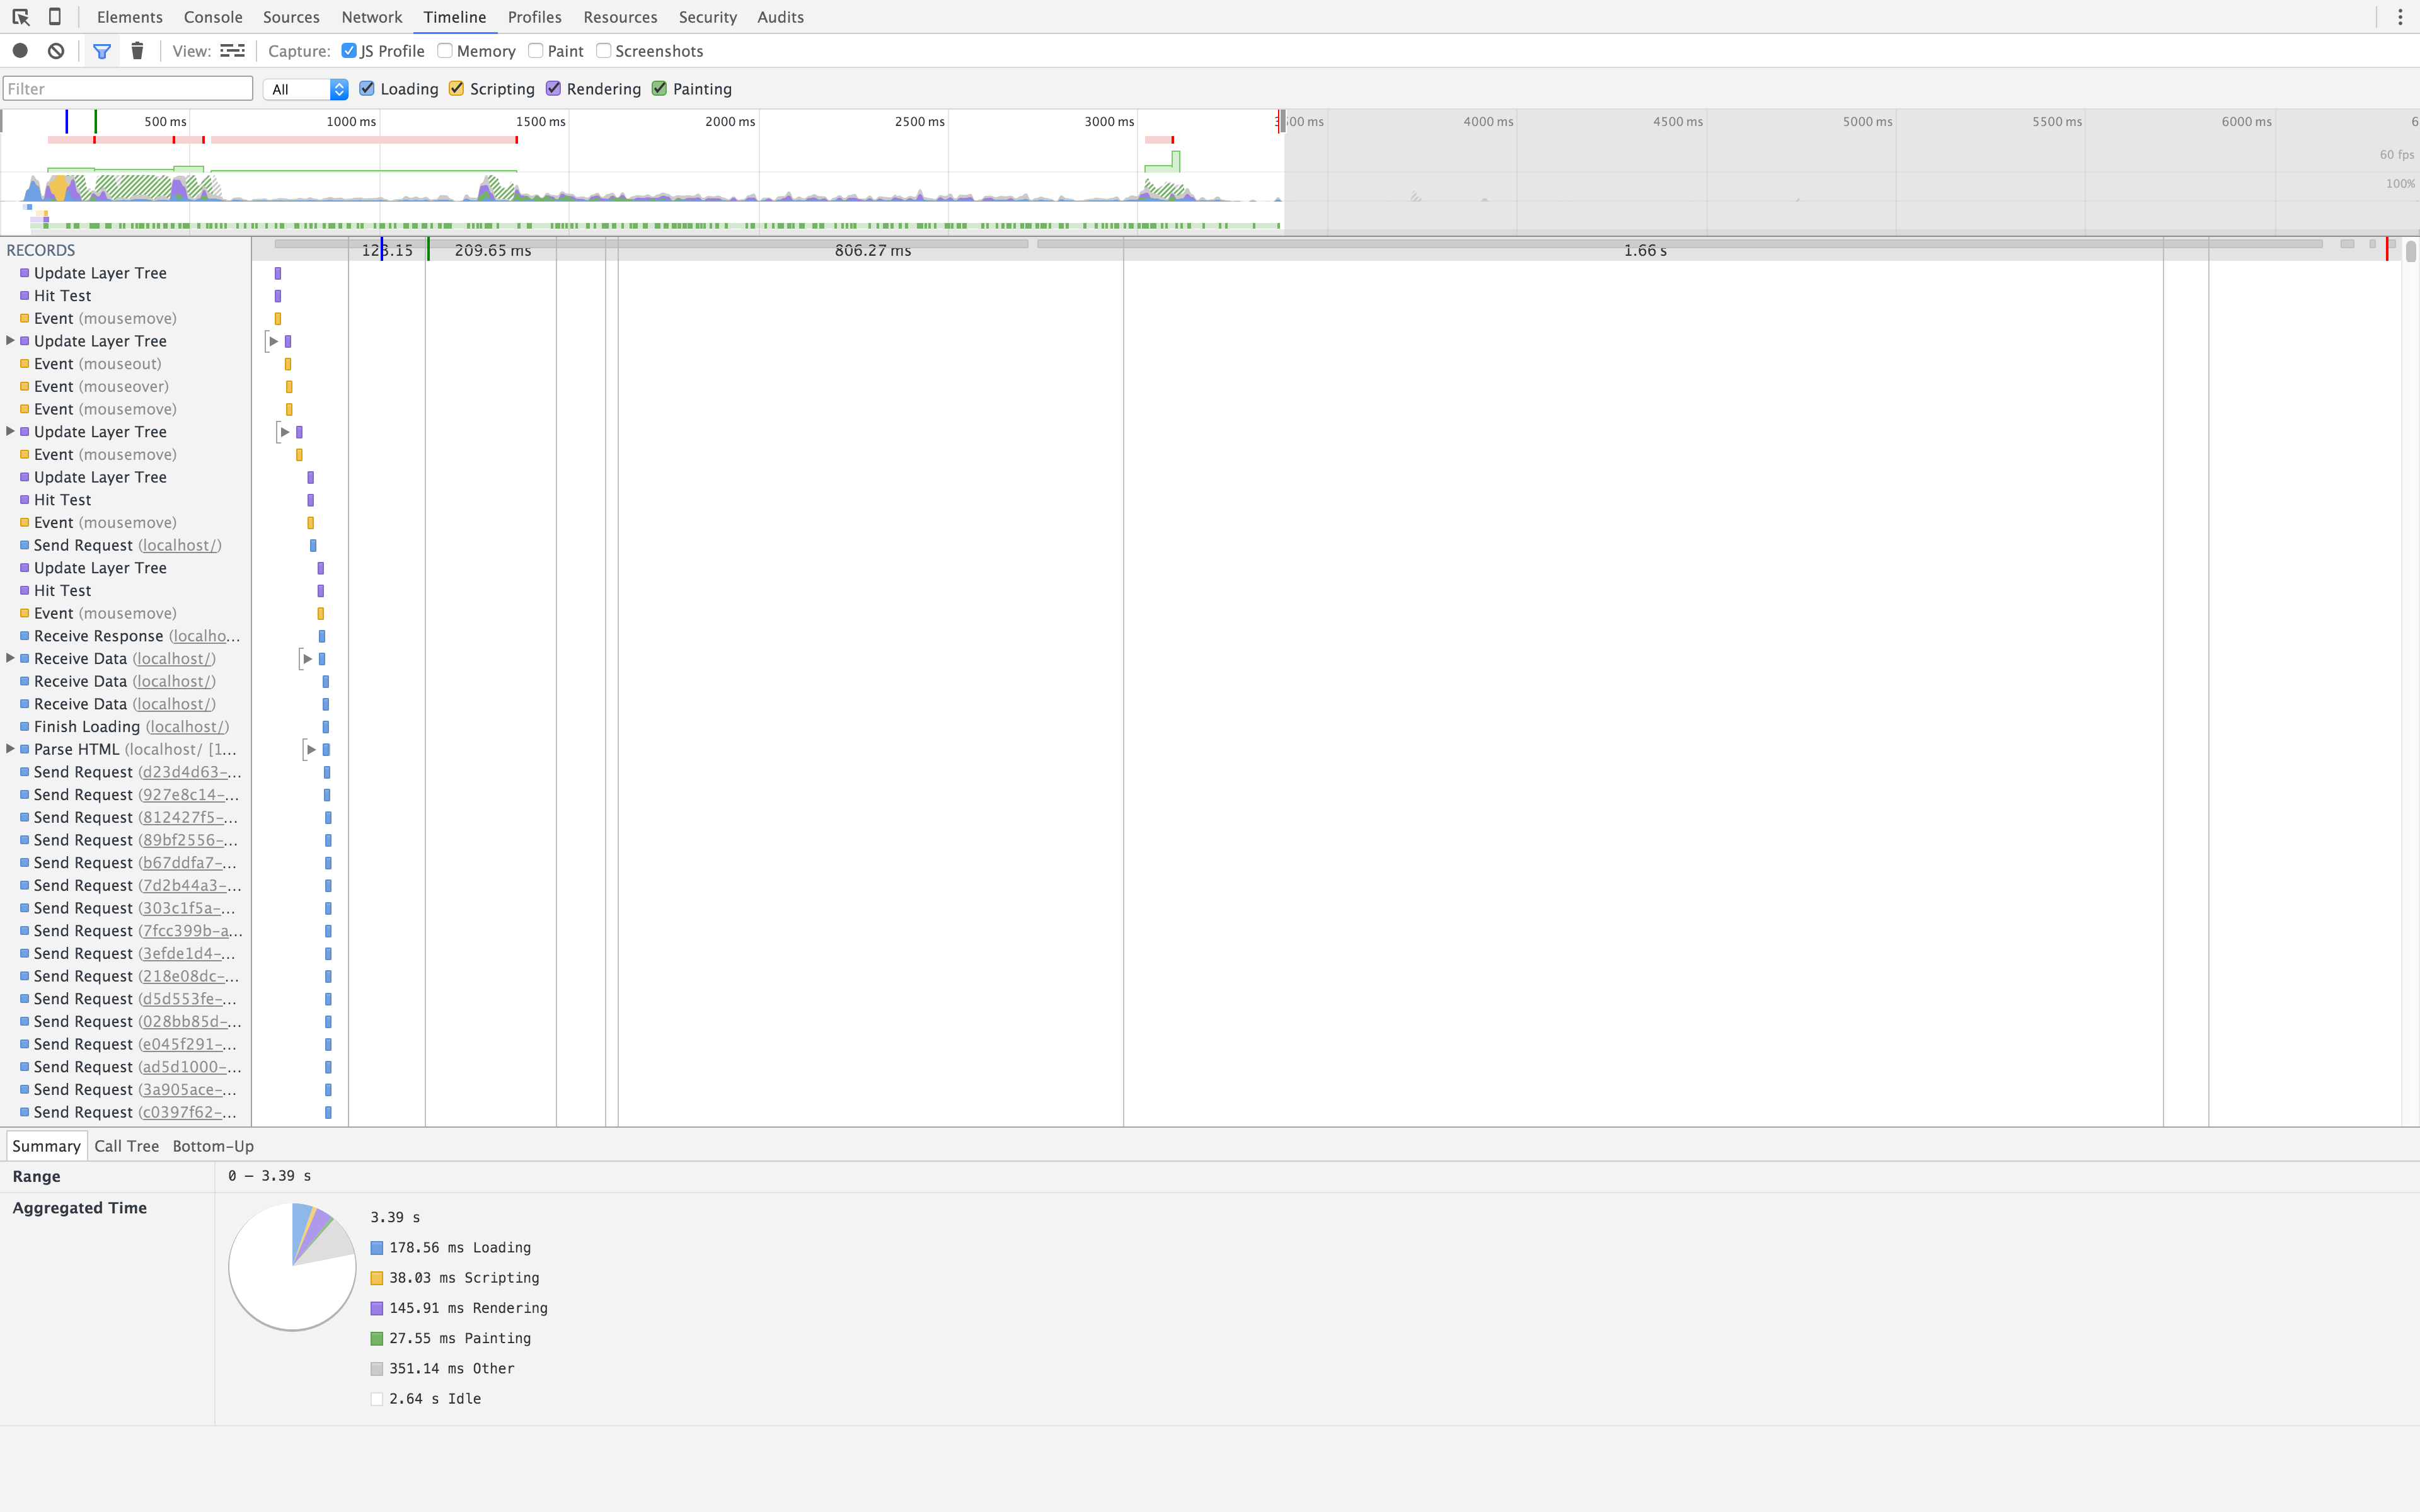 Elements Console Sources Network Timeline Profiles Resources Security Audits
View: Capture: JS Profile Memory Paint Screenshots
Filter All Loading Scripting Rendering Painting
500 ms 1000 ms 1500 ms 2000 ms 2500 ms 3000 ms 00 ms 4000 ms 4500 ms 5000 ms 5500 ms 6000 ms 6
60 fps
100%
RECORDS 123.15 209.65 ms 806.27 ms 1.66 s
Update Layer Tree
Hit Test
Event (mousemove)
Update Layer Tree
Event (mouseout)
Event (mouseover)
Event (mousemove)
Update Layer Tree
Event (mousemove)
Update Layer Tree
Hit Test
Event (mousemove)
Send Request (localhost/)
Update Layer Tree
Hit Test
Event (mousemove)
Receive Response (localho...
Receive Data (localhost/)
Receive Data (localhost/)
Receive Data (localhost/)
Finish Loading (localhost/)
Parse HTML (localhost/ [1...
Send Request (d23d4d63-...
Send Request (927e8c14-...
Send Request (812427f5-...
Send Request (89bf2556-...
Send Request (b67ddfa7-...
Send Request (7d2b44a3-...
Send Request (303c1f5a-...
Send Request (7fcc399b-a...
Send Request (3efde1d4-...
Send Request (218e08dc-...
Send Request (d5d553fe-...
Send Request (028bb85d-...
Send Request (e045f291-...
Send Request (ad5d1000-...
Send Request (3a905ace-...
Send Request (c0397f62-...
Summary Call Tree Bottom-Up
Range 0 – 3.39 s
Aggregated Time
3.39 s
178.56 ms Loading
38.03 ms Scripting
145.91 ms Rendering
27.55 ms Painting
351.14 ms Other
2.64 s Idle